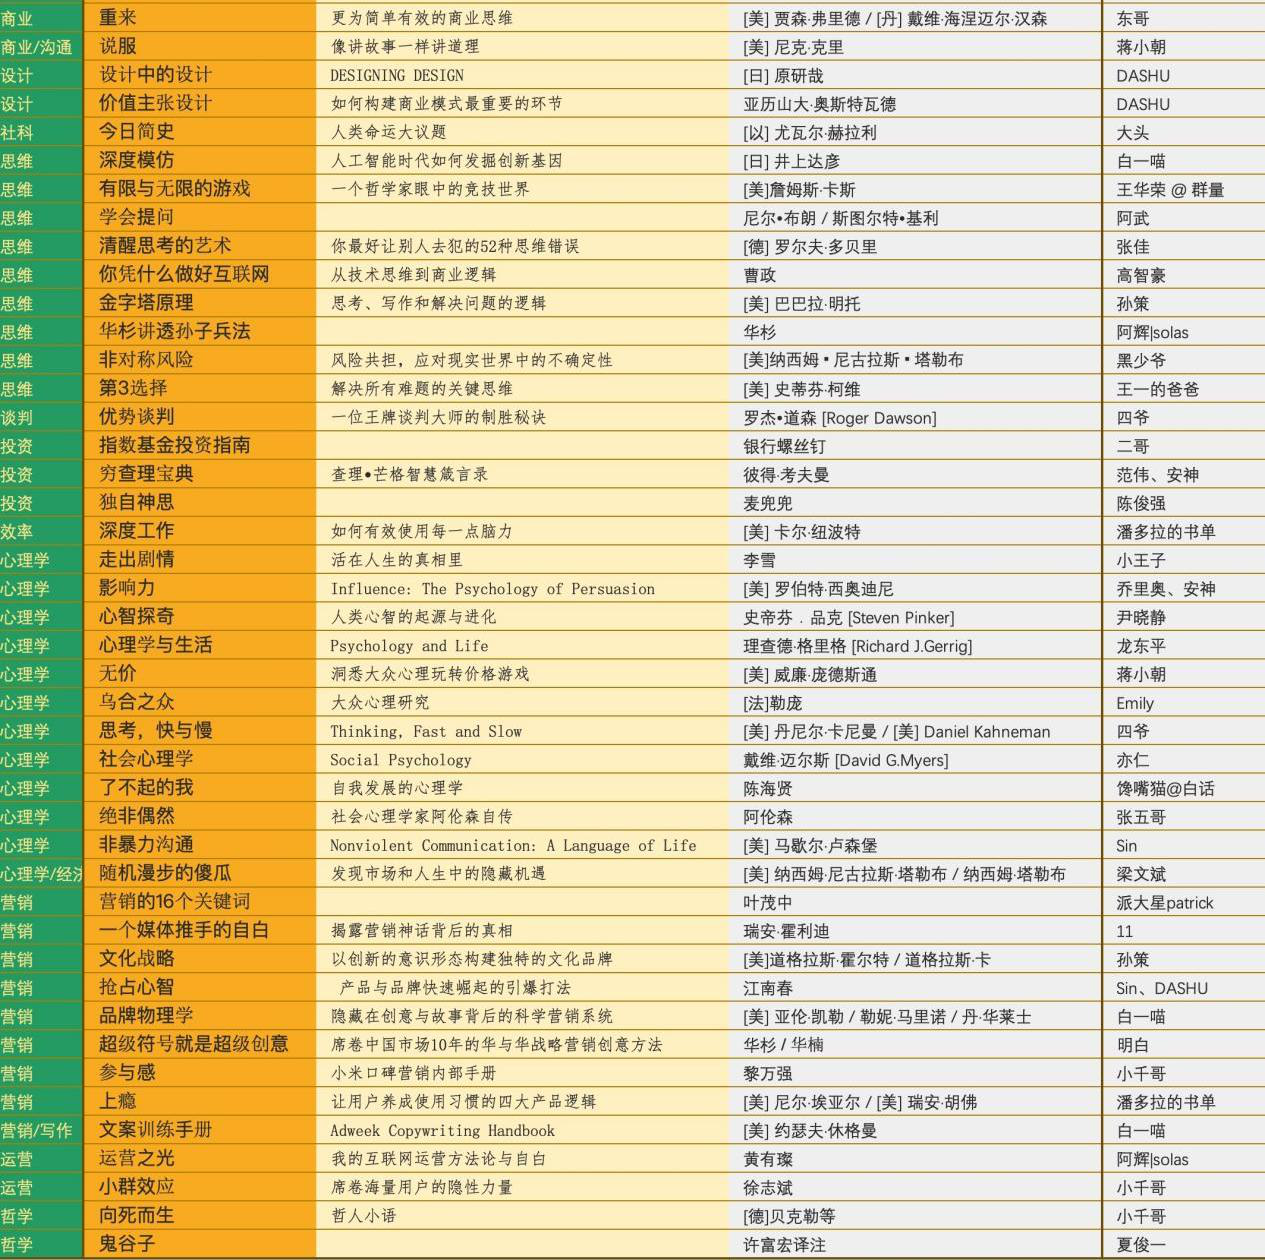 商业 重来 更为简单有效的商业思维 [美] 贾森·弗里德 / [丹] 戴维·海涅迈尔·汉森 东哥
商业/沟通 说服 像讲故事一样讲道理 [美] 尼克·克里 蒋小朝
设计 设计中的设计 DESIGNING DESIGN [日] 原研哉 DASHU
设计 价值主张设计 如何构建商业模式最重要的环节 亚历山大·奥斯特瓦德 DASHU
社科 今日简史 人类命运大议题 [以] 尤瓦尔·赫拉利 大头
思维 深度模仿 人工智能时代如何发掘创新基因 [日] 井上达彦 白一喵
思维 有限与无限的游戏 一个哲学家眼中的竞技世界 [美]詹姆斯·卡斯 王华荣 @ 群量
思维 学会提问 尼尔•布朗 / 斯图尔特•基利 阿武
思维 清醒思考的艺术 你最好让别人去犯的52种思维错误 [德] 罗尔夫·多贝里 张佳
思维 你凭什么做好互联网 从技术思维到商业逻辑 曹政 高智豪
思维 金字塔原理 思考、写作和解决问题的逻辑 [美] 巴巴拉·明托 孙策
思维 华杉讲透孙子兵法 华杉 阿辉|solas
思维 非对称风险 风险共担，应对现实世界中的不确定性 [美]纳西姆▪尼古拉斯▪塔勒布 黑少爷
思维 第3选择 解决所有难题的关键思维 [美] 史蒂芬·柯维 王一的爸爸
谈判 优势谈判 一位王牌谈判大师的制胜秘诀 罗杰•道森 [Roger Dawson] 四爷
投资 指数基金投资指南 银行螺丝钉 二哥
投资 穷查理宝典 查理•芒格智慧箴言录 彼得·考夫曼 范伟、安神
投资 独自神思 麦兜兜 陈俊强
效率 深度工作 如何有效使用每一点脑力 [美] 卡尔·纽波特 潘多拉的书单
心理学 走出剧情 活在人生的真相里 李雪 小王子
心理学 影响力 Influence: The Psychology of Persuasion [美] 罗伯特·西奥迪尼 乔里奥、安神
心理学 心智探奇 人类心智的起源与进化 史帝芬．品克 [Steven Pinker] 尹晓静
心理学 心理学与生活 Psychology and Life 理查德·格里格 [Richard J.Gerrig] 龙东平
心理学 无价 洞悉大众心理玩转价格游戏 [美] 威廉·庞德斯通 蒋小朝
心理学 乌合之众 大众心理研究 [法]勒庞 Emily
心理学 思考，快与慢 Thinking, Fast and Slow [美] 丹尼尔·卡尼曼 / [美] Daniel Kahneman 四爷
心理学 社会心理学 Social Psychology 戴维·迈尔斯 [David G.Myers] 亦仁
心理学 了不起的我 自我发展的心理学 陈海贤 馋嘴猫@白话
心理学 绝非偶然 社会心理学家阿伦森自传 阿伦森 张五哥
心理学 非暴力沟通 Nonviolent Communication: A Language of Life [美] 马歇尔·卢森堡 Sin
心理学/经济 随机漫步的傻瓜 发现市场和人生中的隐藏机遇 [美] 纳西姆·尼古拉斯·塔勒布 / 纳西姆·塔勒布 梁文斌
营销 营销的16个关键词 叶茂中 派大星patrick
营销 一个媒体推手的自白 揭露营销神话背后的真相 瑞安·霍利迪 11
营销 文化战略 以创新的意识形态构建独特的文化品牌 [美]道格拉斯·霍尔特 / 道格拉斯·卡 孙策
营销 抢占心智 产品与品牌快速崛起的引爆打法 江南春 Sin、DASHU
营销 品牌物理学 隐藏在创意与故事背后的科学营销系统 [美] 亚伦·凯勒 / 勒妮·马里诺 / 丹·华莱士 白一喵
营销 超级符号就是超级创意 席卷中国市场10年的华与华战略营销创意方法 华杉 / 华楠 明白
营销 参与感 小米口碑营销内部手册 黎万强 小千哥
营销 上瘾 让用户养成使用习惯的四大产品逻辑 [美] 尼尔·埃亚尔 / [美] 瑞安·胡佛 潘多拉的书单
营销/写作 文案训练手册 Adweek Copywriting Handbook [美] 约瑟夫·休格曼 白一喵
运营 运营之光 我的互联网运营方法论与自白 黄有璨 阿辉|solas
运营 小群效应 席卷海量用户的隐性力量 徐志斌 小千哥
哲学 向死而生 哲人小语 [德]贝克勒等 小千哥
哲学 鬼谷子 许富宏译注 夏俊一